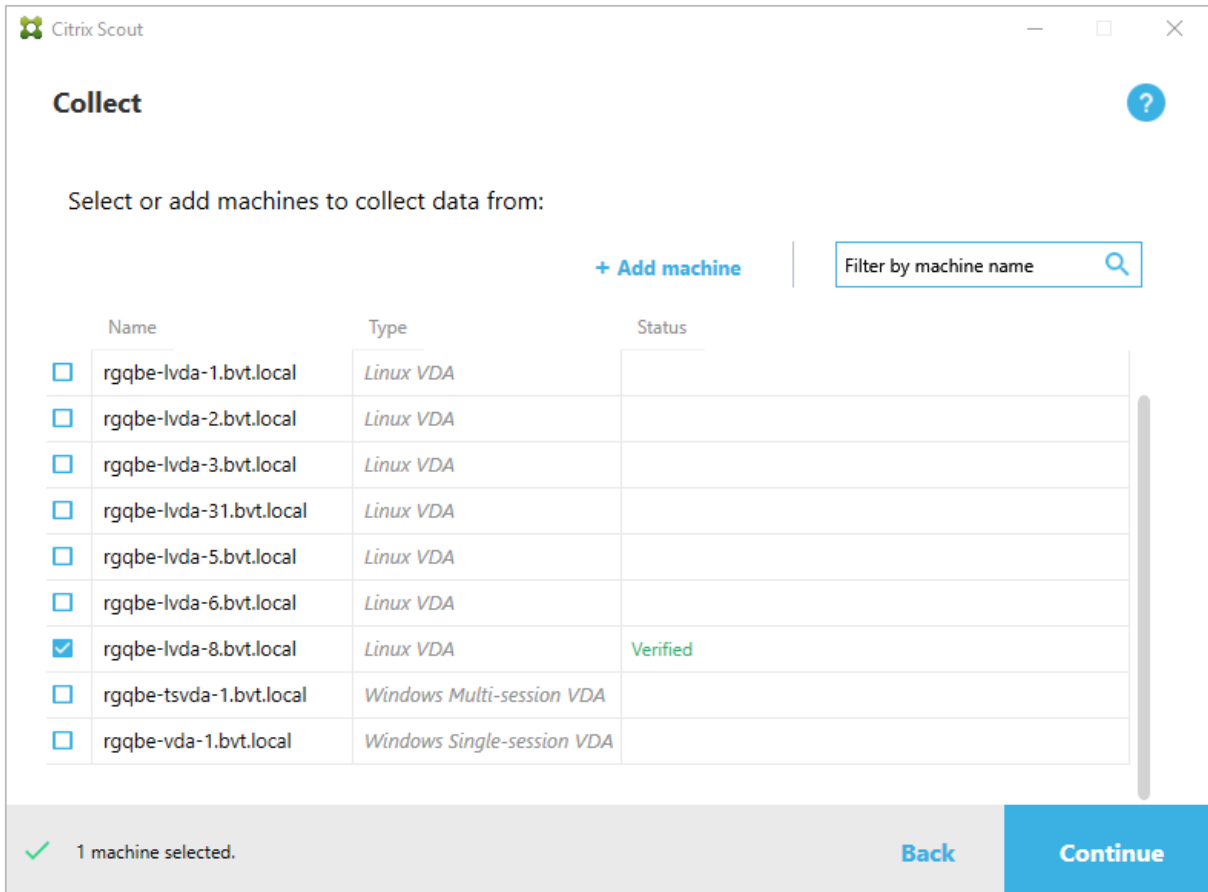 Citrix Scout
Collect
?
Select or add machines to collect data from:
+ Add machine
Filter by machine name
Name Type Status
rgqbe-lvda-1.bvt.local Linux VDA
rgqbe-lvda-2.bvt.local Linux VDA
rgqbe-lvda-3.bvt.local Linux VDA
rgqbe-lvda-31.bvt.local Linux VDA
rgqbe-lvda-5.bvt.local Linux VDA
rgqbe-lvda-6.bvt.local Linux VDA
rgqbe-lvda-8.bvt.local Linux VDA Verified
rgqbe-tsvda-1.bvt.local Windows Multi-session VDA
rgqbe-vda-1.bvt.local Windows Single-session VDA
1 machine selected.
Back
Continue